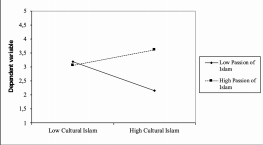 5
4,5
4
3,5
3
2,5
2
1,5
1
Dependent variable
Low Cultural Islam
High Cultural Islam
Low Passion of
Islam
High Passion of
Islam